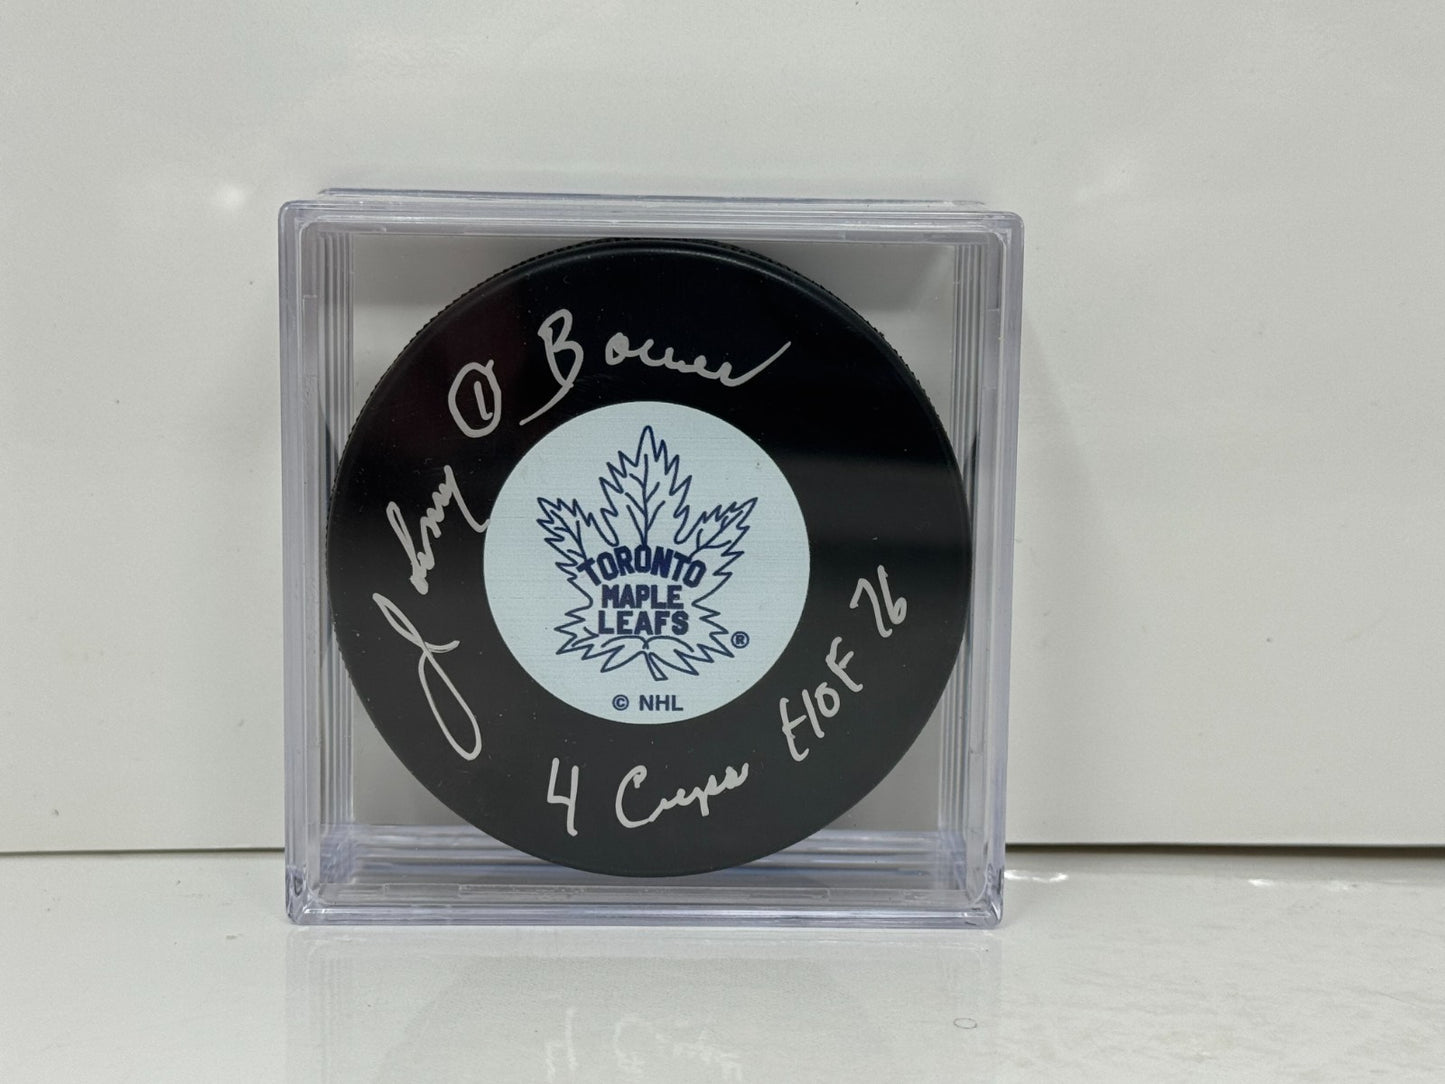 Johnny ① Bower
TORONTO
MAPLE
LEAFS ®
© NHL
4 Cups HOF 76